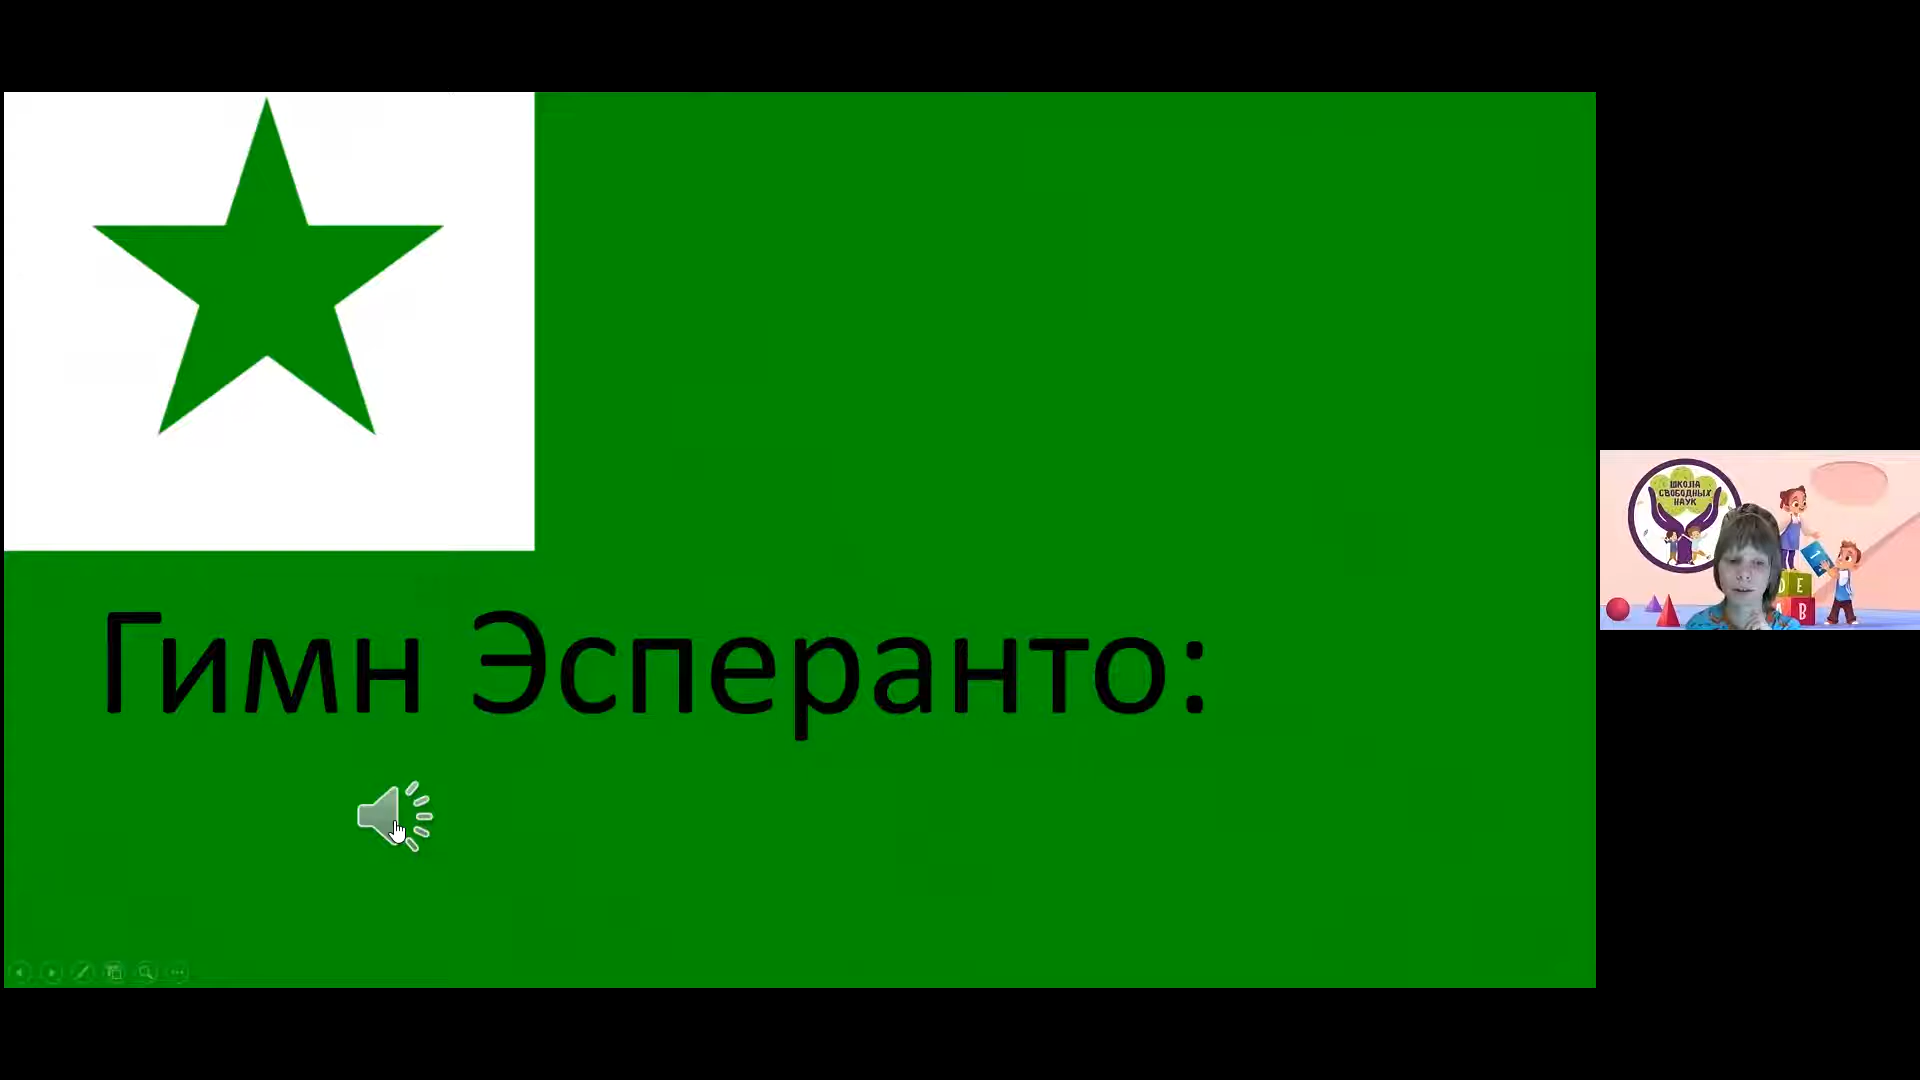 Гимн Эсперанто:
ШКОЛА
СВОБОДНЫХ
НАУК
E
B